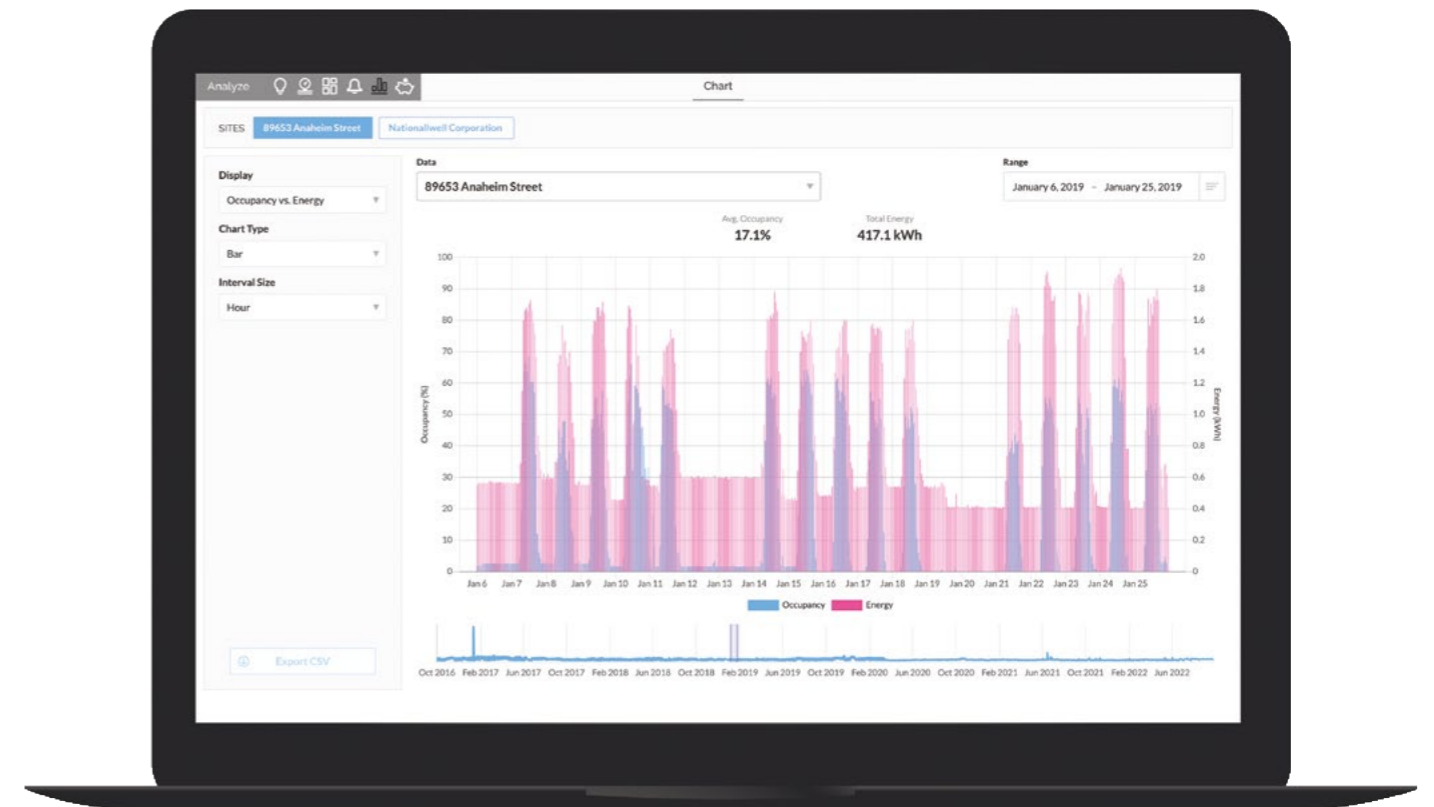 Analyze
Chart
SITES 89653 Anaheim Street Nationallwell Corporation
Display
Occupancy vs. Energy
Chart Type
Bar
Interval Size
Hour
Export CSV
Data
89653 Anaheim Street
Range
January 6, 2019 – January 25, 2019
Avg. Occupancy
17.1%
Total Energy
417.1 kWh
Occupancy (%)
100
90
80
70
60
50
40
30
20
10
0
2.0
1.8
1.6
1.4
1.2
1.0
0.8
0.6
0.4
0.2
0
Energy (kWh)
Jan 6 Jan 7 Jan 8 Jan 9 Jan 10 Jan 11 Jan 12 Jan 13 Jan 14 Jan 15 Jan 16 Jan 17 Jan 18 Jan 19 Jan 20 Jan 21 Jan 22 Jan 23 Jan 24 Jan 25
Occupancy Energy
Oct 2016 Feb 2017 Jun 2017 Oct 2017 Feb 2018 Jun 2018 Oct 2018 Feb 2019 Jun 2019 Oct 2019 Feb 2020 Jun 2020 Oct 2020 Feb 2021 Jun 2021 Oct 2021 Feb 2022 Jun 2022